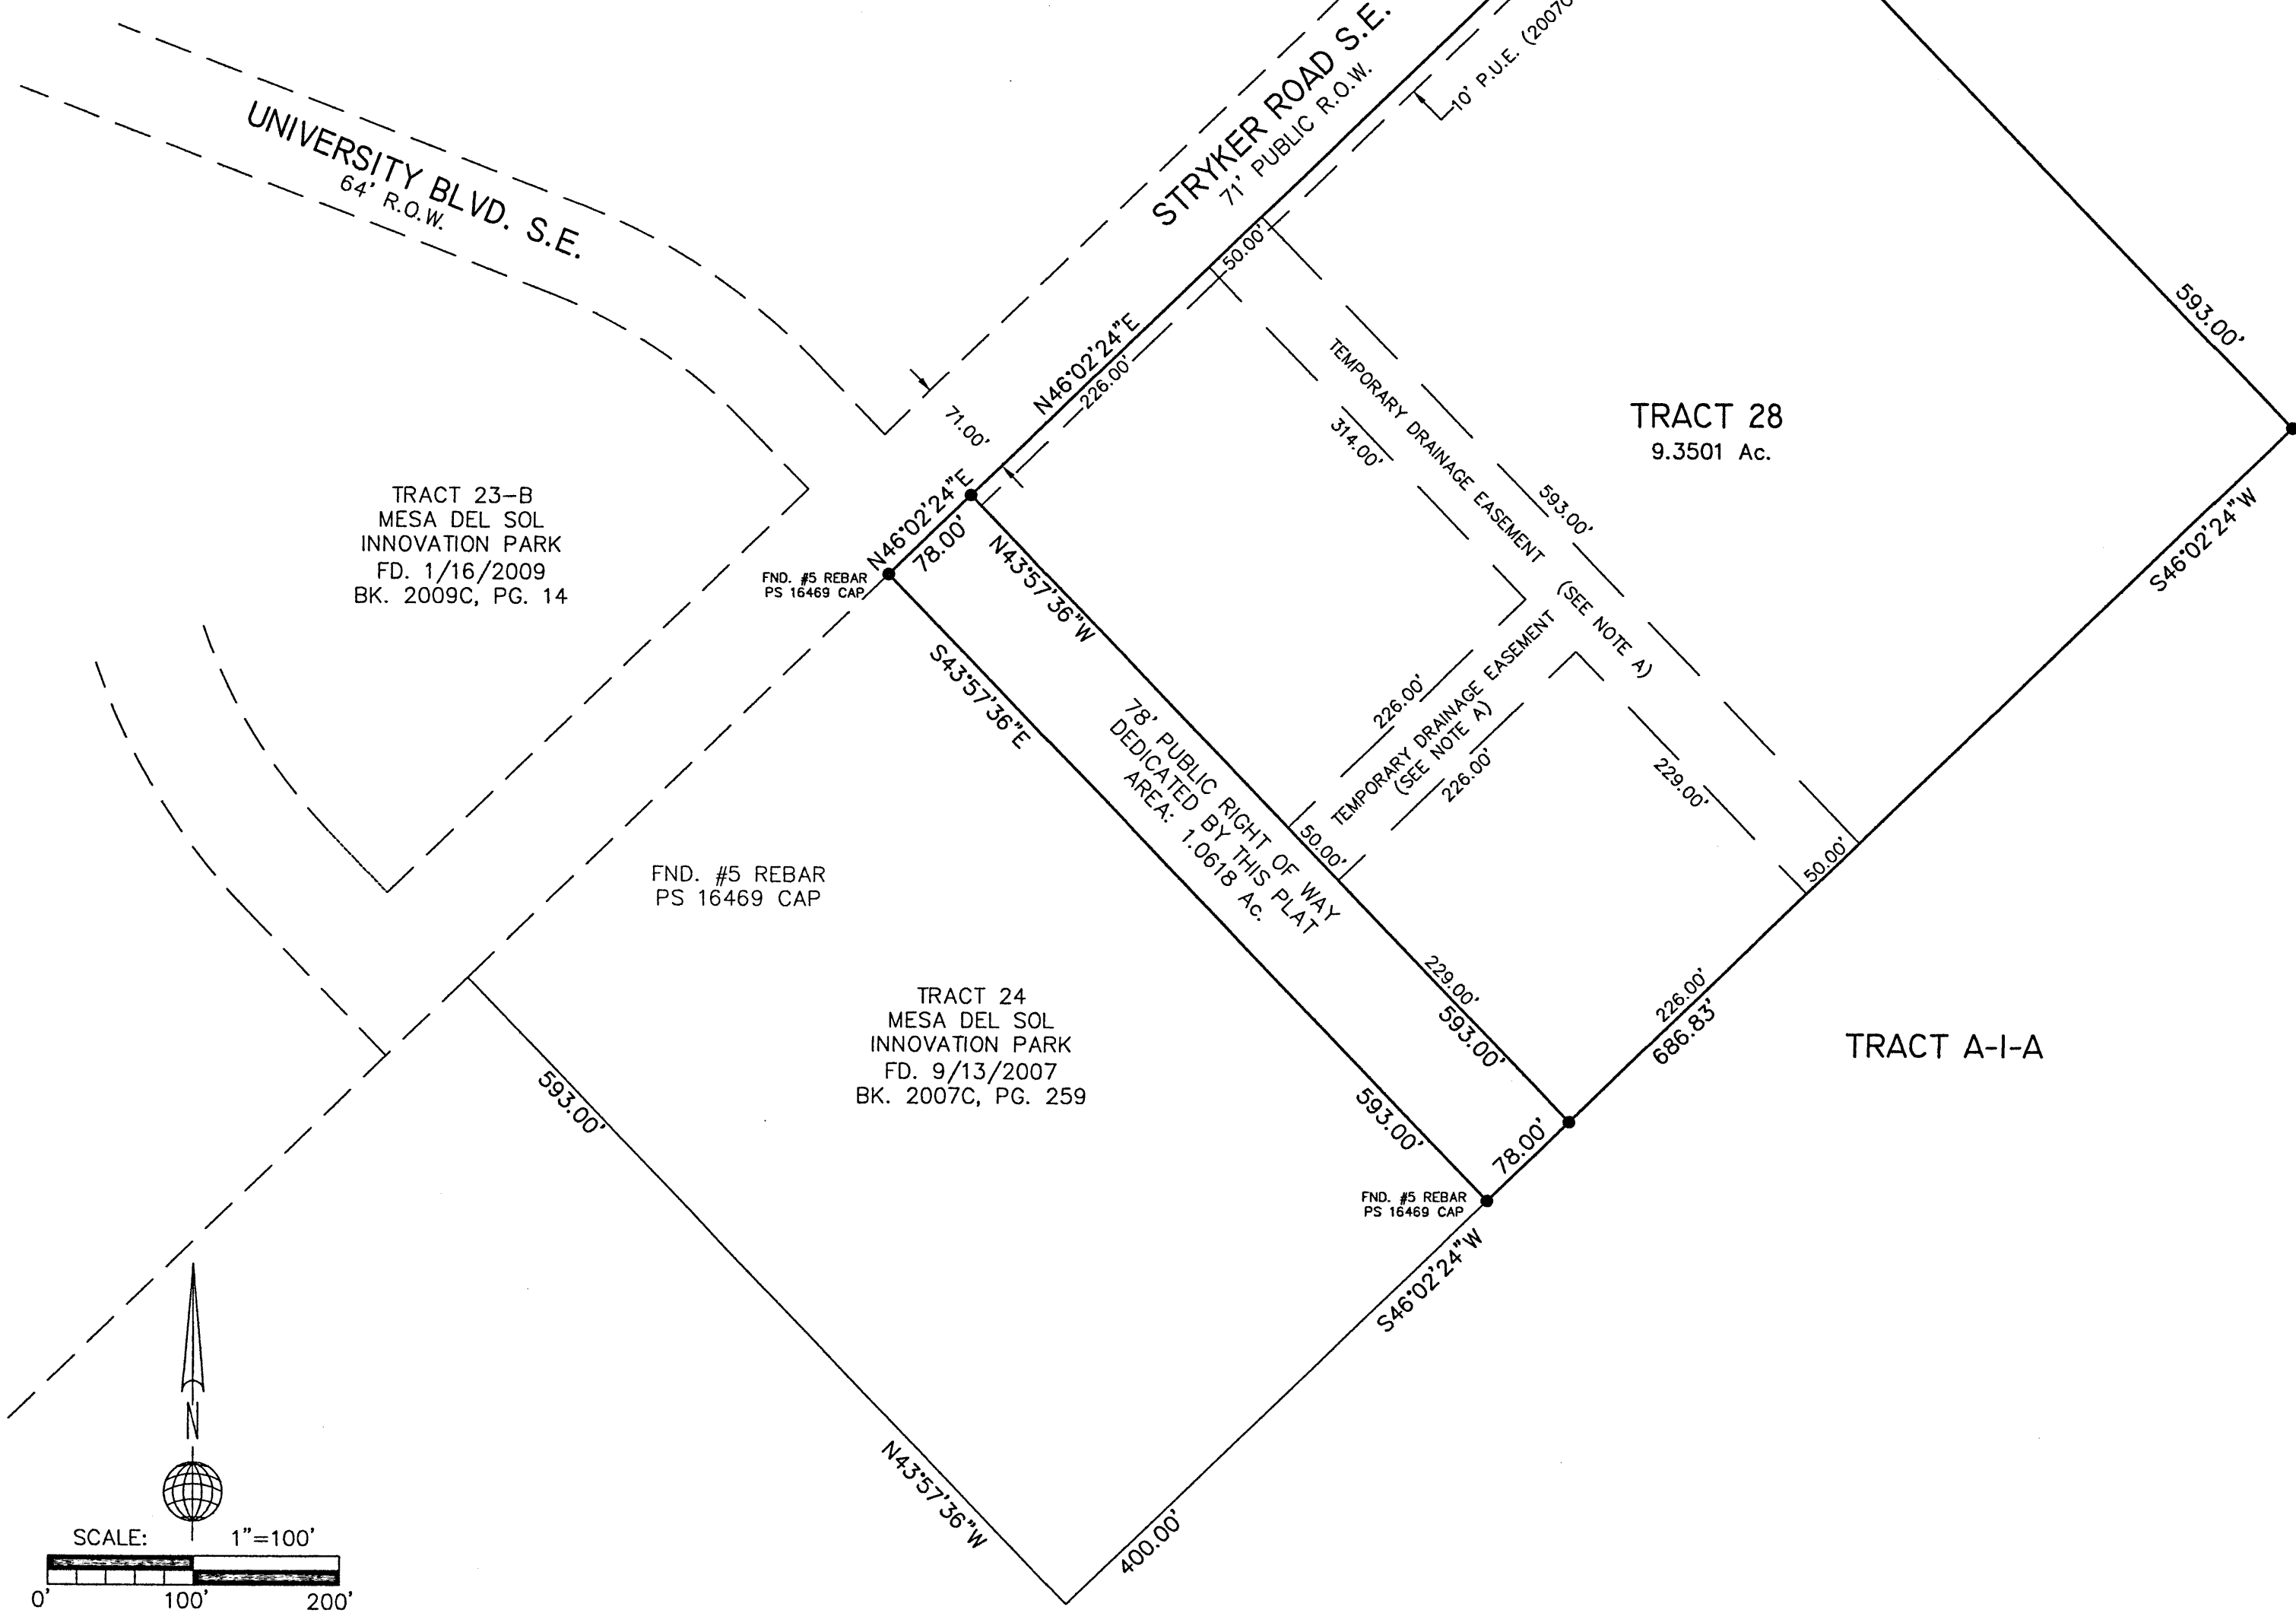 UNIVERSITY BLVD. S.E.
64' R.O.W.
STRYKER ROAD S.E.
71' PUBLIC R.O.W.
10' P.U.E.
50.00'
N46°02'24"E
226.00'
71.00'
593.00'
TRACT 28
9.3501 Ac.
S46°02'24"W
TEMPORARY DRAINAGE EASEMENT (SEE NOTE A)
314.00'
593.00'
TRACT 23-B
MESA DEL SOL
INNOVATION PARK
FD. 1/16/2009
BK. 2009C, PG. 14
FND. #5 REBAR
PS 16469 CAP
N46°02'24"E
78.00'
N43°57'36"W
S43°57'36"E
226.00'
TEMPORARY DRAINAGE EASEMENT
(SEE NOTE A)
226.00'
229.00'
50.00'
50.00'
78' PUBLIC RIGHT OF WAY
DEDICATED BY THIS PLAT
AREA: 1.0618 Ac.
FND. #5 REBAR
PS 16469 CAP
229.00'
593.00'
226.00'
686.83'
TRACT A-1-A
TRACT 24
MESA DEL SOL
INNOVATION PARK
FD. 9/13/2007
BK. 2007C, PG. 259
593.00'
593.00'
78.00'
FND. #5 REBAR
PS 16469 CAP
S46°02'24"W
N43°57'36"W
400.00'
N
SCALE: 1"=100'
0' 100' 200'